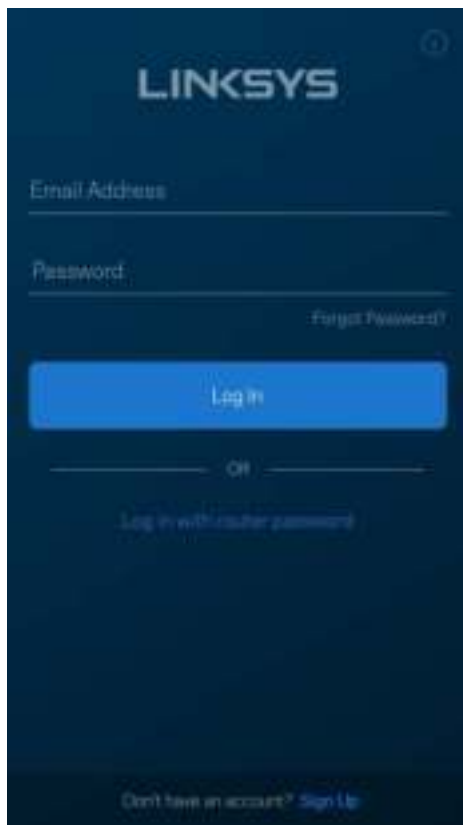 LINKSYS
Email Address
Password
Forgot Password?
Log In
OR
Log in with router password
Don't have an account? Sign Up